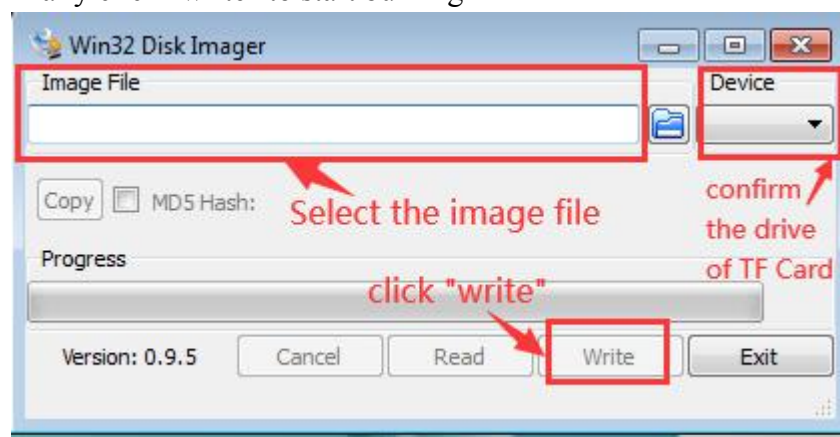 Win32 Disk Imager
Image File
Device
Copy
MD5 Hash:
Select the image file
confirm
the drive
of TF Card
Progress
click "write"
Version: 0.9.5
Cancel
Read
Write
Exit